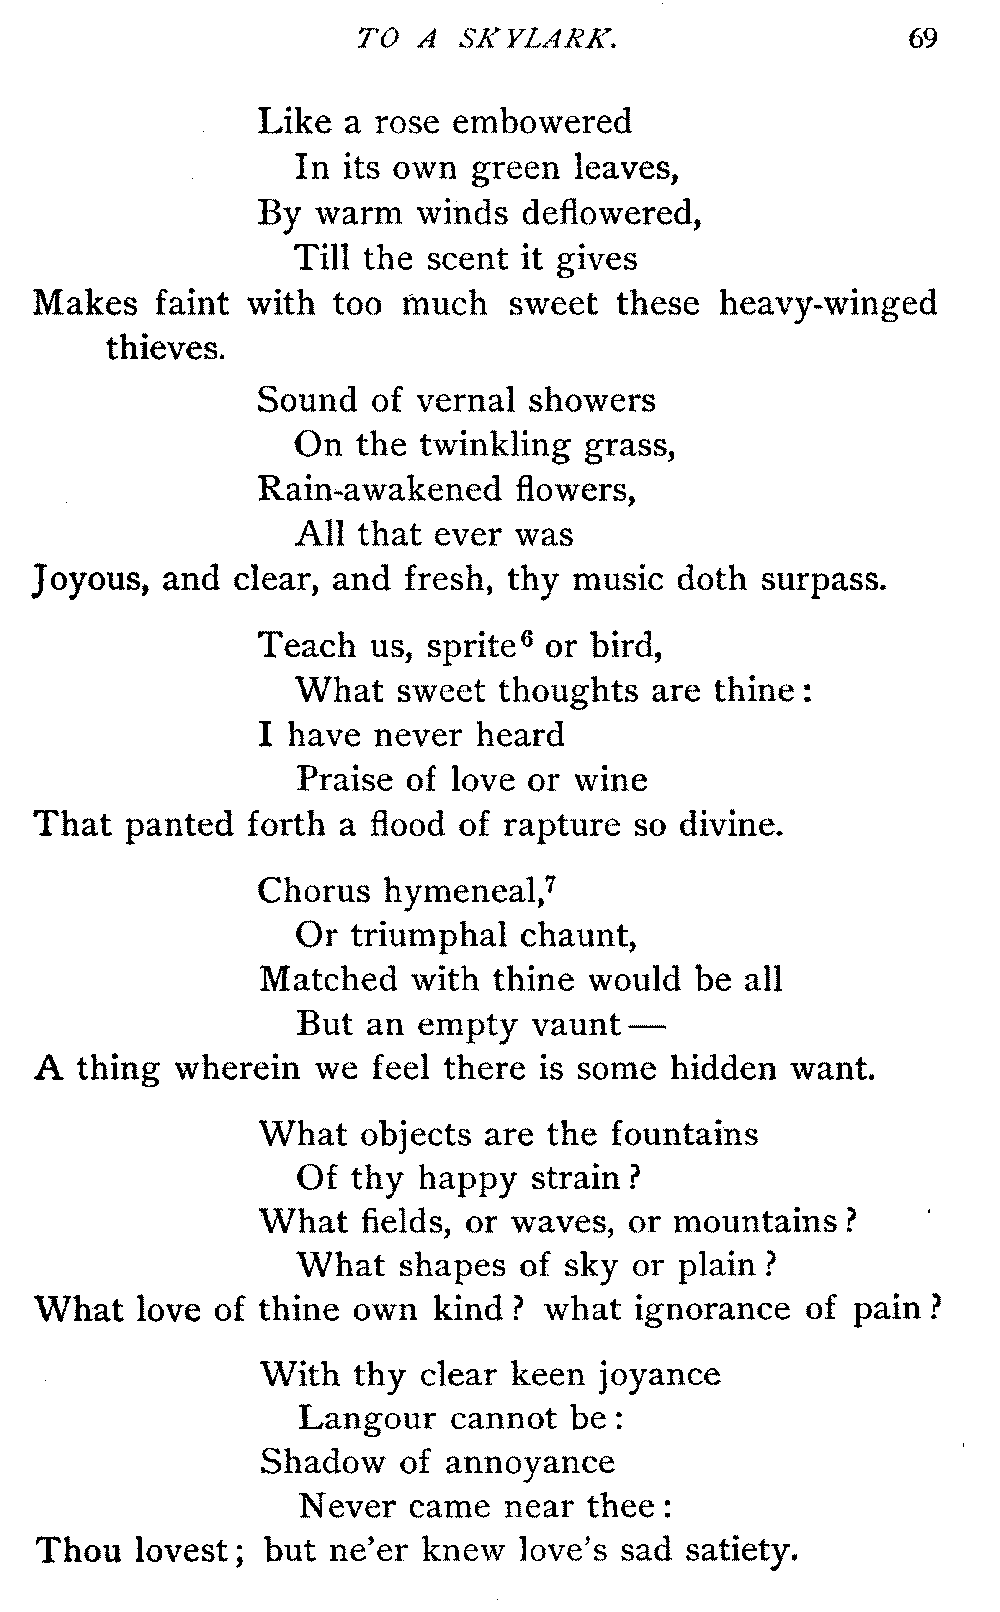 TO A SKYLARK. 69
Like a rose embowered
In its own green leaves,
By warm winds deflowered,
Till the scent it gives
Makes faint with too much sweet these heavy-winged
thieves.
Sound of vernal showers
On the twinkling grass,
Rain-awakened flowers,
All that ever was
Joyous, and clear, and fresh, thy music doth surpass.
Teach us, sprite⁶ or bird,
What sweet thoughts are thine:
I have never heard
Praise of love or wine
That panted forth a flood of rapture so divine.
Chorus hymeneal,⁷
Or triumphal chaunt,
Matched with thine would be all
But an empty vaunt—
A thing wherein we feel there is some hidden want.
What objects are the fountains
Of thy happy strain?
What fields, or waves, or mountains?
What shapes of sky or plain?
What love of thine own kind? what ignorance of pain?
With thy clear keen joyance
Langour cannot be:
Shadow of annoyance
Never came near thee:
Thou lovest; but ne'er knew love's sad satiety.